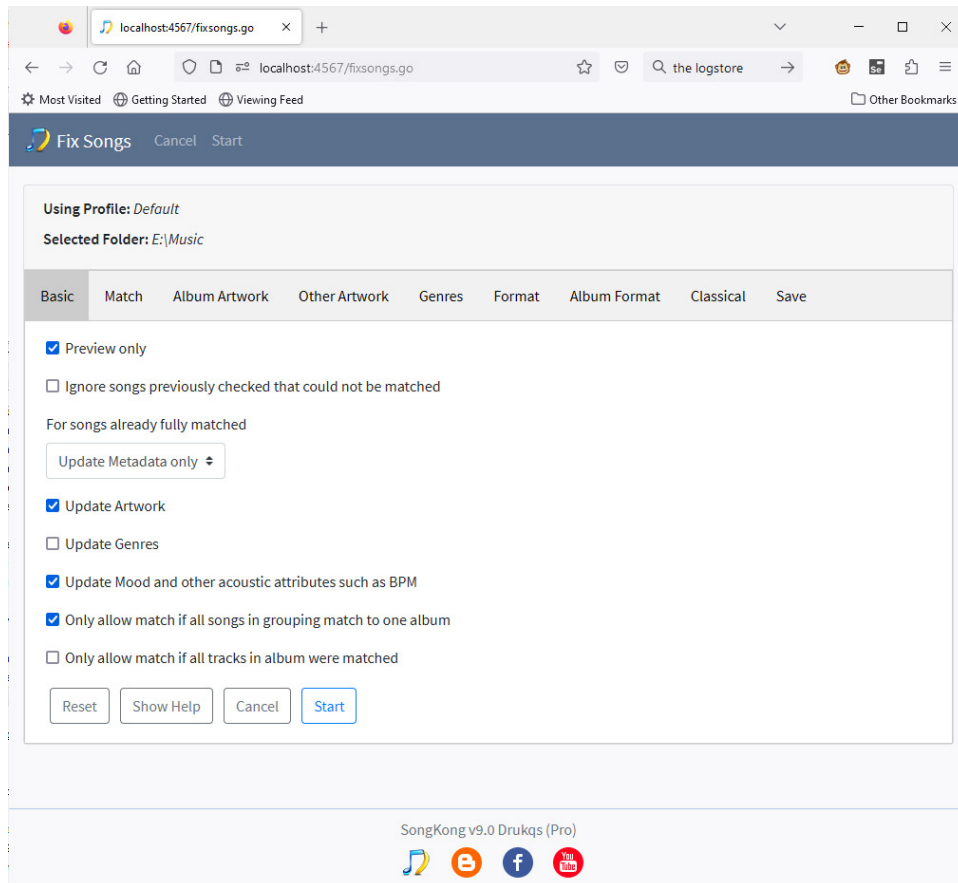 localhost:4567/fixsongs.go
localhost:4567/fixsongs.go
the logstore
Se
Most Visited Getting Started Viewing Feed Other Bookmarks
Fix Songs Cancel Start
Using Profile: Default
Selected Folder: E:\Music
Basic Match Album Artwork Other Artwork Genres Format Album Format Classical Save
Preview only
Ignore songs previously checked that could not be matched
For songs already fully matched
Update Metadata only
Update Artwork
Update Genres
Update Mood and other acoustic attributes such as BPM
Only allow match if all songs in grouping match to one album
Only allow match if all tracks in album were matched
Reset Show Help Cancel Start
SongKong v9.0 Drukqs (Pro)
You Tube